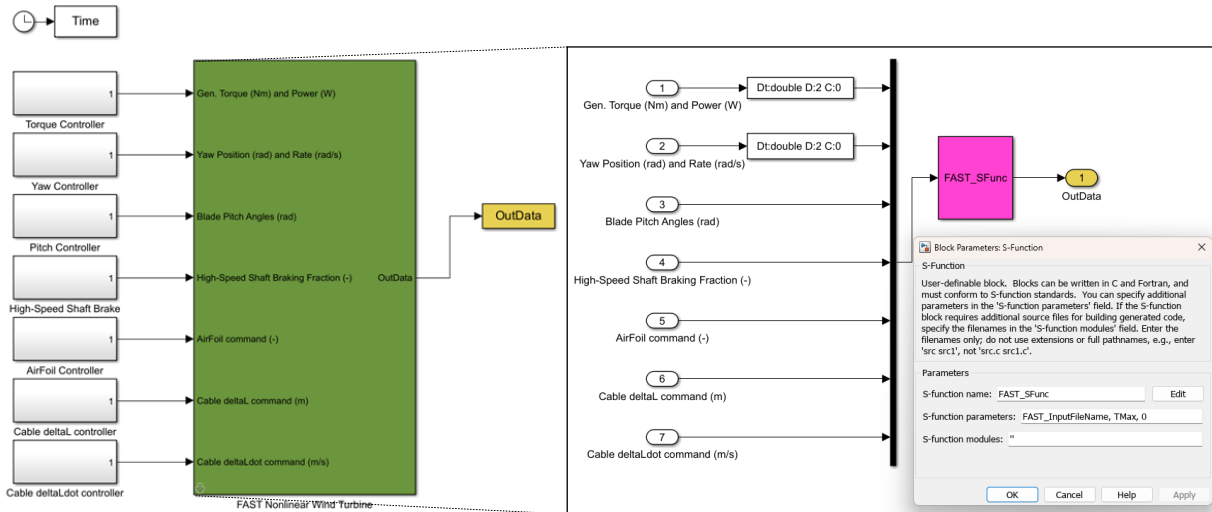 Time
1
Torque Controller
1
Yaw Controller
1
Pitch Controller
1
High-Speed Shaft Brake
1
AirFoil Controller
1
Cable deltaL controller
1
Cable deltaLdot controller
Gen. Torque (Nm) and Power (W)
Yaw Position (rad) and Rate (rad/s)
Blade Pitch Angles (rad)
High-Speed Shaft Braking Fraction (-)
OutData
AirFoil command (-)
Cable deltaL command (m)
Cable deltaLdot command (m/s)
FAST Nonlinear Wind Turbine
OutData
1
Gen. Torque (Nm) and Power (W)
Dt:double D:2 C:0
2
Yaw Position (rad) and Rate (rad/s)
Dt:double D:2 C:0
3
Blade Pitch Angles (rad)
4
High-Speed Shaft Braking Fraction (-)
5
AirFoil command (-)
6
Cable deltaL command (m)
7
Cable deltaLdot command (m/s)
FAST_SFunc
1
OutData
Block Parameters: S-Function
S-Function
User-definable block. Blocks can be written in C and Fortran, and
must conform to S-function standards. You can specify additional
parameters in the 'S-function parameters' field. If the S-function
block requires additional source files for building generated code,
specify the filenames in the 'S-function modules' field. Enter the
filenames only; do not use extensions or full pathnames, e.g., enter
'src src1', not 'src.c src1.c'.
Parameters
S-function name: FAST_SFunc Edit
S-function parameters: FAST_InputFileName, TMax, 0
S-function modules: ''
OK Cancel Help Apply